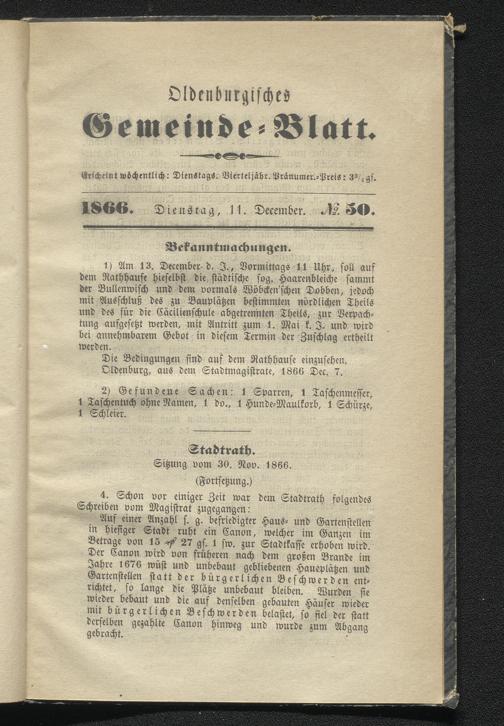 Oldenburgisches
Gemeinde-Blatt.
Erscheint wöchentlich: Dienstags. Vierteljähr. Pränumer.-Preis: 3¾ gſ.
1866. Dienstag, 11. December. № 50.
Bekanntmachungen.
1) Am 13. December d. J., Vormittags 11 Uhr, ſoll auf
dem Rathhauſe hieſelbſt die ſtädtiſche ſog. Haarenbleiche ſammt
der Bullenwiſch und dem vormals Wöbcken'ſchen Dobben, jedoch
mit Ausſchluß des zu Bauplätzen beſtimmten nördlichen Theils
und des für die Cäcilienſchule abgetrennten Theils, zur Verpach-
tung aufgeſetzt werden, mit Antritt zum 1. Mai k. J. und wird
bei annehmbarem Gebot in dieſem Termin der Zuſchlag ertheilt
werden.
Die Bedingungen ſind auf dem Rathhauſe einzuſehen.
Oldenburg, aus dem Stadtmagiſtrate, 1866 Dec. 7.
2) Gefundene Sachen: 1 Sparren, 1 Taſchenmeſſer,
1 Taſchentuch ohne Namen, 1 do., 1 Hunde-Maulkorb, 1 Schürze,
1 Schleier.
Stadtrath.
Sitzung vom 30. Nov. 1866.
(Fortſetzung.)
4. Schon vor einiger Zeit war dem Stadtrath folgendes
Schreiben vom Magiſtrat zugegangen:
Auf einer Anzahl ſ. g. befriedigter Haus- und Gartenſtellen
in hieſiger Stadt ruht ein Canon, welcher im Ganzen im
Betrage von 15 ₰ 27 gſ. 1 ſw. zur Stadtkaſſe erhoben wird.
Der Canon wird von früheren nach dem großen Brande im
Jahre 1676 wüſt und unbebaut gebliebenen Hausplätzen und
Gartenſtellen ſtatt der bürgerlichen Beſchwerden ent-
richtet, ſo lange die Plätze unbebaut bleiben. Wurden ſie
wieder bebaut und die auf denſelben gebauten Häuſer wieder
mit bürgerlichen Beſchwerden belaſtet, ſo fiel der ſtatt
derſelben gezahlte Canon hinweg und wurde zum Abgang
gebracht.